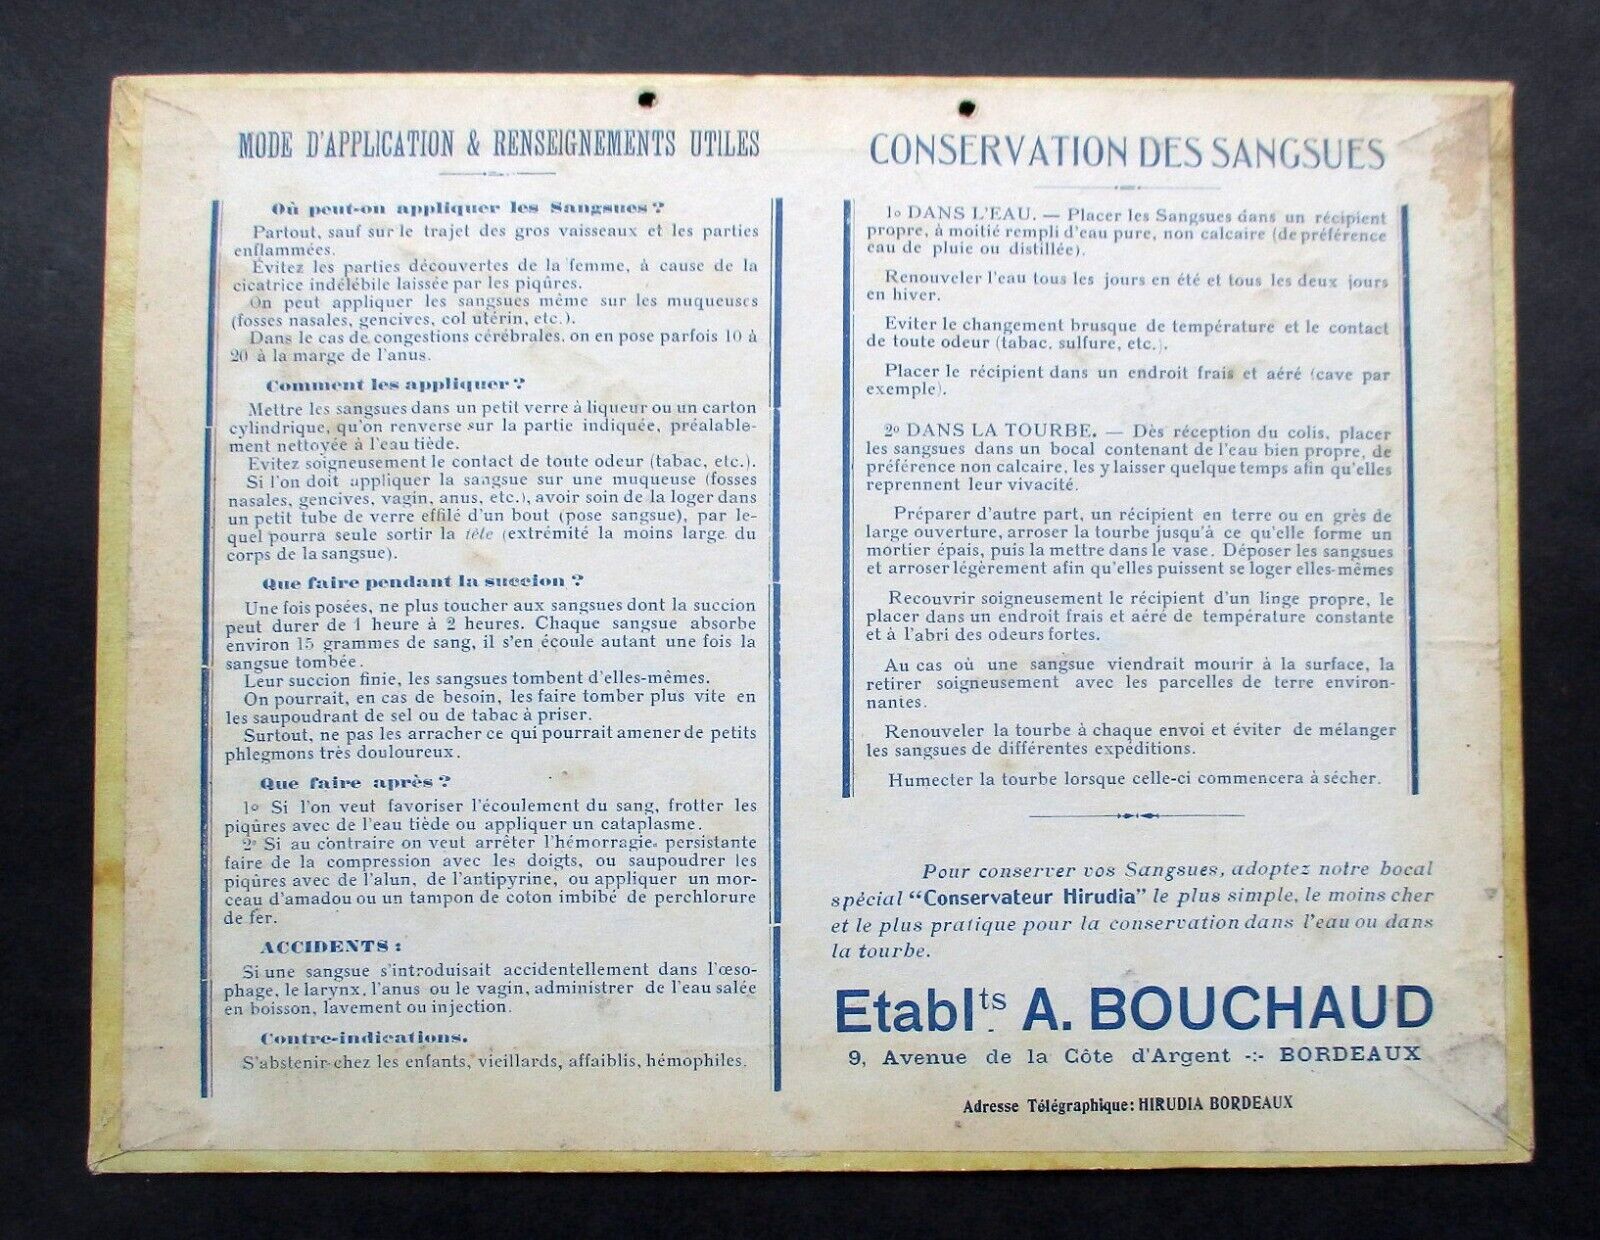 MODE D'APPLICATION & RENSEIGNEMENTS UTILES
Où peut-on appliquer les Sangsues ?
Partout, sauf sur le trajet des gros vaisseaux et les parties
enflammées.
Évitez les parties découvertes de la femme, à cause de la
cicatrice indélébile laissée par les piqûres.
On peut appliquer les sangsues même sur les muqueuses
(fosses nasales, gencives, col utérin, etc.).
Dans le cas de congestions cérébrales, on en pose parfois 10 à
20 à la marge de l'anus.
Comment les appliquer ?
Mettre les sangsues dans un petit verre à liqueur ou un carton
cylindrique, qu'on renverse sur la partie indiquée, préalable-
ment nettoyée à l'eau tiède.
Evitez soigneusement le contact de toute odeur (tabac, etc.).
Si l'on doit appliquer la sangsue sur une muqueuse (fosses
nasales, gencives, vagin, anus, etc.), avoir soin de la loger dans
un petit tube de verre effilé d'un bout (pose sangsue), par le-
quel pourra seule sortir la tête (extrémité la moins large du
corps de la sangsue).
Que faire pendant la succion ?
Une fois posées, ne plus toucher aux sangsues dont la succion
peut durer de 1 heure à 2 heures. Chaque sangsue absorbe
environ 15 grammes de sang, il s'en écoule autant une fois la
sangsue tombée.
Leur succion finie, les sangsues tombent d'elles-mêmes.
On pourrait, en cas de besoin, les faire tomber plus vite en
les saupoudrant de sel ou de tabac à priser.
Surtout, ne pas les arracher ce qui pourrait amener de petits
phlegmons très douloureux.
Que faire après ?
1o Si l'on veut favoriser l'écoulement du sang, frotter les
piqûres avec de l'eau tiède ou appliquer un cataplasme.
2o Si au contraire on veut arrêter l'hémorragie persistante
faire de la compression avec les doigts, ou saupoudrer les
piqûres avec de l'alun, de l'antipyrine, ou appliquer un mor-
ceau d'amadou ou un tampon de coton imbibé de perchlorure
de fer.
ACCIDENTS :
Si une sangsue s'introduisait accidentellement dans l'œso-
phage, le larynx, l'anus ou le vagin, administrer de l'eau salée
en boisson, lavement ou injection.
Contre-indications.
S'abstenir chez les enfants, vieillards, affaiblis, hémophiles.
CONSERVATION DES SANGSUES
1o DANS L'EAU. — Placer les Sangsues dans un récipient
propre, à moitié rempli d'eau pure, non calcaire (de préférence
eau de pluie ou distillée).
Renouveler l'eau tous les jours en été et tous les deux jours
en hiver.
Eviter le changement brusque de température et le contact
de toute odeur (tabac, sulfure, etc.).
Placer le récipient dans un endroit frais et aéré (cave par
exemple).
2o DANS LA TOURBE. — Dès réception du colis, placer
les sangsues dans un bocal contenant de l'eau bien propre, de
préférence non calcaire, les y laisser quelque temps afin qu'elles
reprennent leur vivacité.
Préparer d'autre part, un récipient en terre ou en grès de
large ouverture, arroser la tourbe jusqu'à ce qu'elle forme un
mortier épais, puis la mettre dans le vase. Déposer les sangsues
et arroser légèrement afin qu'elles puissent se loger elles-mêmes
Recouvrir soigneusement le récipient d'un linge propre, le
placer dans un endroit frais et aéré de température constante
et à l'abri des odeurs fortes.
Au cas où une sangsue viendrait mourir à la surface, la
retirer soigneusement avec les parcelles de terre environ-
nantes.
Renouveler la tourbe à chaque envoi et éviter de mélanger
les sangsues de différentes expéditions.
Humecter la tourbe lorsque celle-ci commencera à sécher.
Pour conserver vos Sangsues, adoptez notre bocal
spécial "Conservateur Hirudia" le plus simple, le moins cher
et le plus pratique pour la conservation dans l'eau ou dans
la tourbe.
Etablts A. BOUCHAUD
9, Avenue de la Côte d'Argent -:- BORDEAUX
Adresse Télégraphique: HIRUDIA BORDEAUX